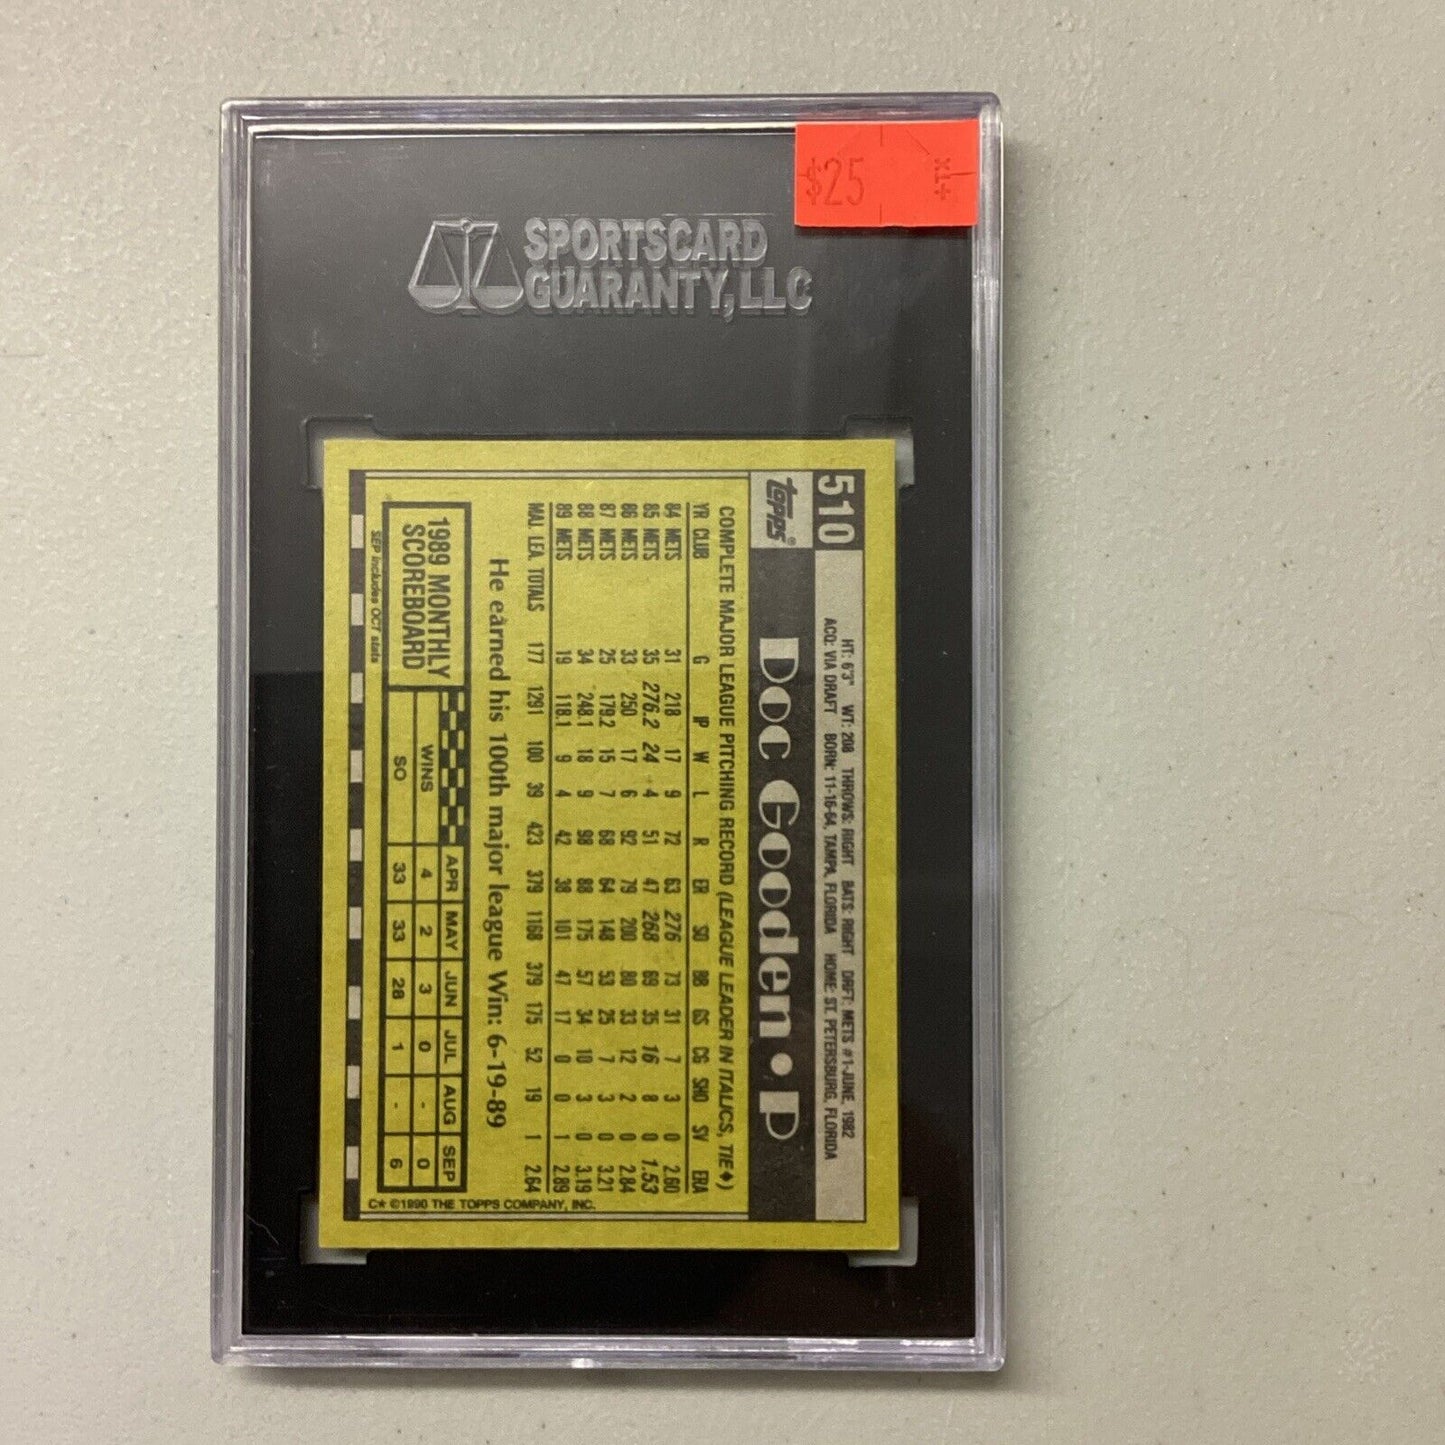 $25
+TX
SPORTSCARD
GUARANTY, LLC
510
HT: 6'3" WT: 208 THROWS: RIGHT BATS: RIGHT DRFT: METS #1-JUNE, 1982
ACQ: VIA DRAFT BORN: 11-16-64, TAMPA, FLORIDA HOME: ST. PETERSBURG, FLORIDA
topps®
Doc Gooden • P
COMPLETE MAJOR LEAGUE PITCHING RECORD (LEAGUE LEADER IN ITALICS, TIE♦)
YR CLUB G IP W L R ER SO BB GS CG SHO SV ERA
84 METS 31 218 17 9 72 63 276 73 31 7 3 0 2.60
85 METS 35 276.2 24 4 51 47 268 69 35 16 8 0 1.53
86 METS 33 250 17 6 92 79 200 80 33 12 2 0 2.84
87 METS 25 179.2 15 7 68 64 148 53 25 7 3 0 3.21
88 METS 34 248.1 18 9 98 88 175 57 34 10 3 0 3.19
89 METS 19 118.1 9 4 42 38 101 47 17 0 0 1 2.89
MAJ. LEA. TOTALS 177 1291 100 39 423 379 1168 379 175 52 19 1 2.64
He earned his 100th major league Win: 6-19-89
1989 MONTHLY
SCOREBOARD
APR MAY JUN JUL AUG SEP
WINS 4 2 3 0 - 0
SO 33 33 28 1 - 6
SEP includes OCT stats
C* ©1990 THE TOPPS COMPANY, INC.